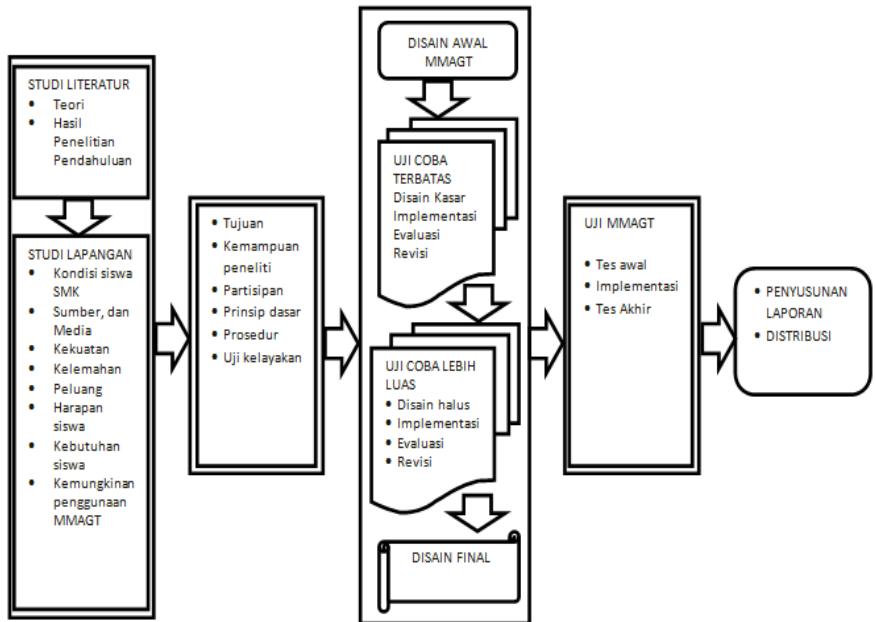 STUDI LITERATUR
• Teori
• Hasil
Penelitian
Pendahuluan
STUDI LAPANGAN
• Kondisi siswa
SMK
• Sumber, dan
Media
• Kekuatan
• Kelemahan
• Peluang
• Harapan
siswa
• Kebutuhan
siswa
• Kemungkinan
penggunaan
MMAGT
• Tujuan
• Kemampuan
peneliti
• Partisipan
• Prinsip dasar
• Prosedur
• Uji kelayakan
DISAIN AWAL
MMAGT
UJI COBA
TERBATAS
Disain Kasar
Implementasi
Evaluasi
Revisi
UJI COBA LEBIH
LUAS
• Disain halus
• Implementasi
• Evaluasi
• Revisi
DISAIN FINAL
UJI MMAGT
• Tes awal
• Implementasi
• Tes Akhir
• PENYUSUNAN
LAPORAN
• DISTRIBUSI